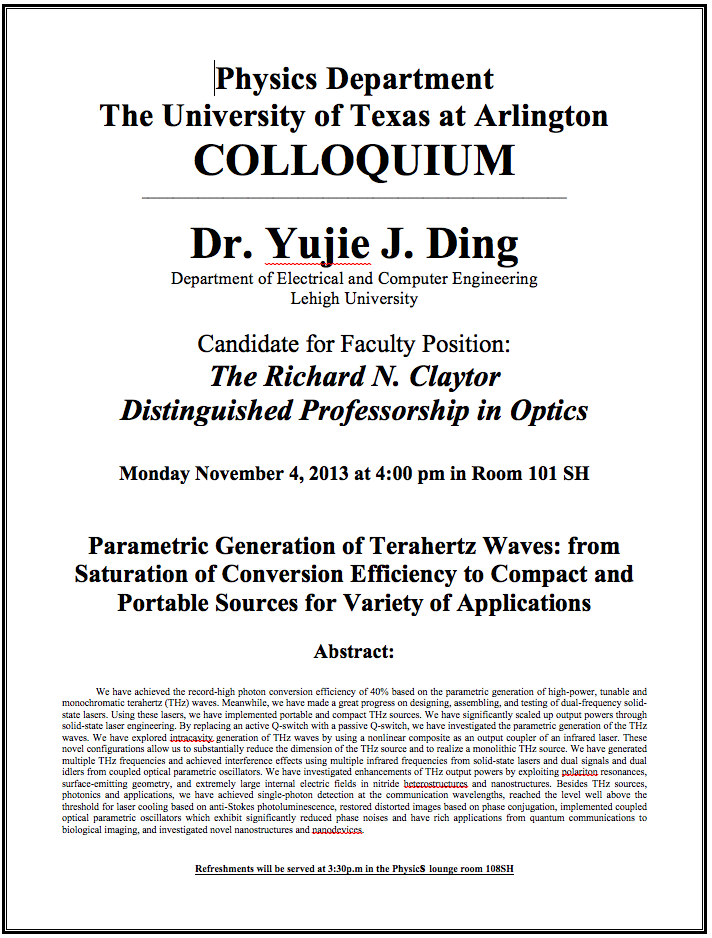 Physics Department
The University of Texas at Arlington
COLLOQUIUM
Dr. Yujie J. Ding
Department of Electrical and Computer Engineering
Lehigh University
Candidate for Faculty Position:
The Richard N. Claytor
Distinguished Professorship in Optics
Monday November 4, 2013 at 4:00 pm in Room 101 SH
Parametric Generation of Terahertz Waves: from
Saturation of Conversion Efficiency to Compact and
Portable Sources for Variety of Applications
Abstract:
We have achieved the record-high photon conversion efficiency of 40% based on the parametric generation of high-power, tunable and
monochromatic terahertz (THz) waves. Meanwhile, we have made a great progress on designing, assembling, and testing of dual-frequency solid-
state lasers. Using these lasers, we have implemented portable and compact THz sources. We have significantly scaled up output powers through
solid-state laser engineering. By replacing an active Q-switch with a passive Q-switch, we have investigated the parametric generation of the THz
waves. We have explored intracavity generation of THz waves by using a nonlinear composite as an output coupler of an infrared laser. These
novel configurations allow us to substantially reduce the dimension of the THz source and to realize a monolithic THz source. We have generated
multiple THz frequencies and achieved interference effects using multiple infrared frequencies from solid-state lasers and dual signals and dual
idlers from coupled optical parametric oscillators. We have investigated enhancements of THz output powers by exploiting polariton resonances,
surface-emitting geometry, and extremely large internal electric fields in nitride heterostructures and nanostructures. Besides THz sources,
photonics and applications, we have achieved single-photon detection at the communication wavelengths, reached the level well above the
threshold for laser cooling based on anti-Stokes photoluminescence, restored distorted images based on phase conjugation, implemented coupled
optical parametric oscillators which exhibit significantly reduced phase noises and have rich applications from quantum communications to
biological imaging, and investigated novel nanostructures and nanodevices.
Refreshments will be served at 3:30p.m in the Physics lounge room 108SH